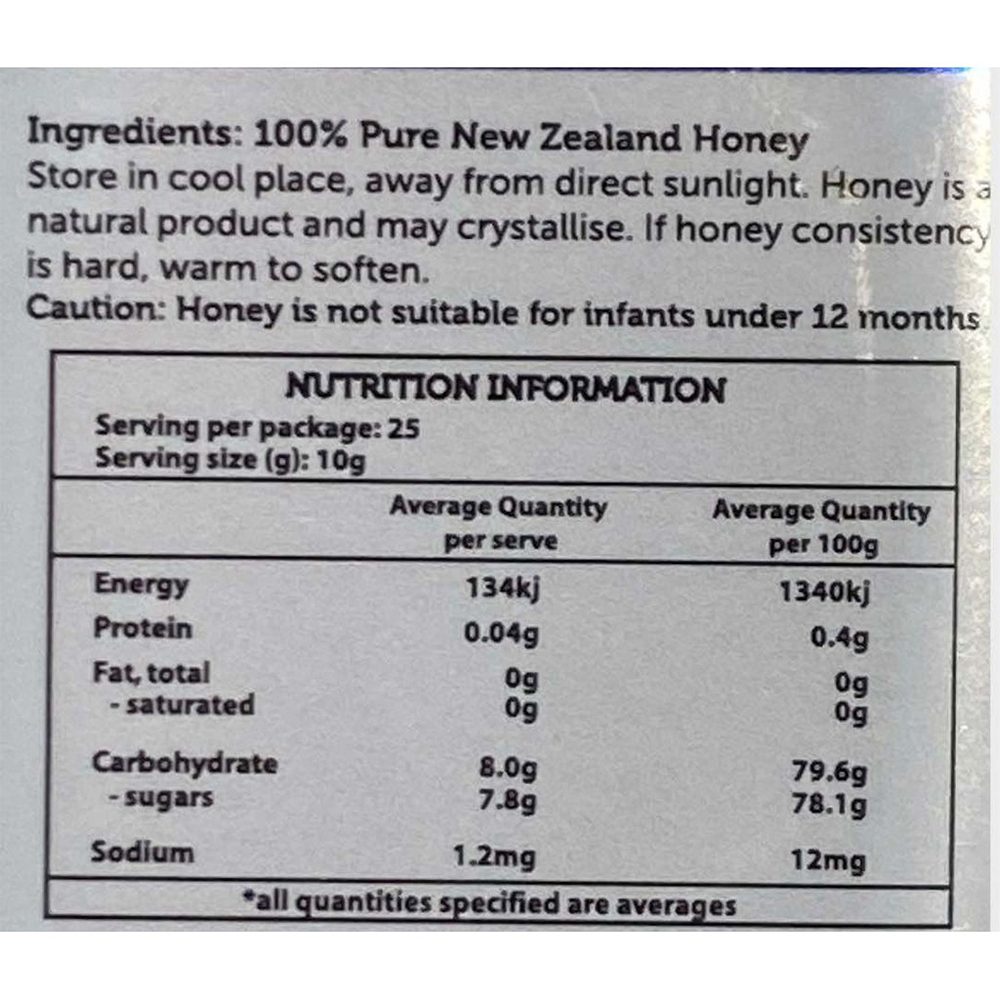 Ingredients: 100% Pure New Zealand Honey
Store in cool place, away from direct sunlight. Honey is a
natural product and may crystallise. If honey consistency
is hard, warm to soften.
Caution: Honey is not suitable for infants under 12 months
NUTRITION INFORMATION
Serving per package: 25
Serving size (g): 10g
Average Quantity per serve Average Quantity per 100g
Energy 134kj 1340kj
Protein 0.04g 0.4g
Fat, total 0g 0g
- saturated 0g 0g
Carbohydrate 8.0g 79.6g
- sugars 7.8g 78.1g
Sodium 1.2mg 12mg
*all quantities specified are averages